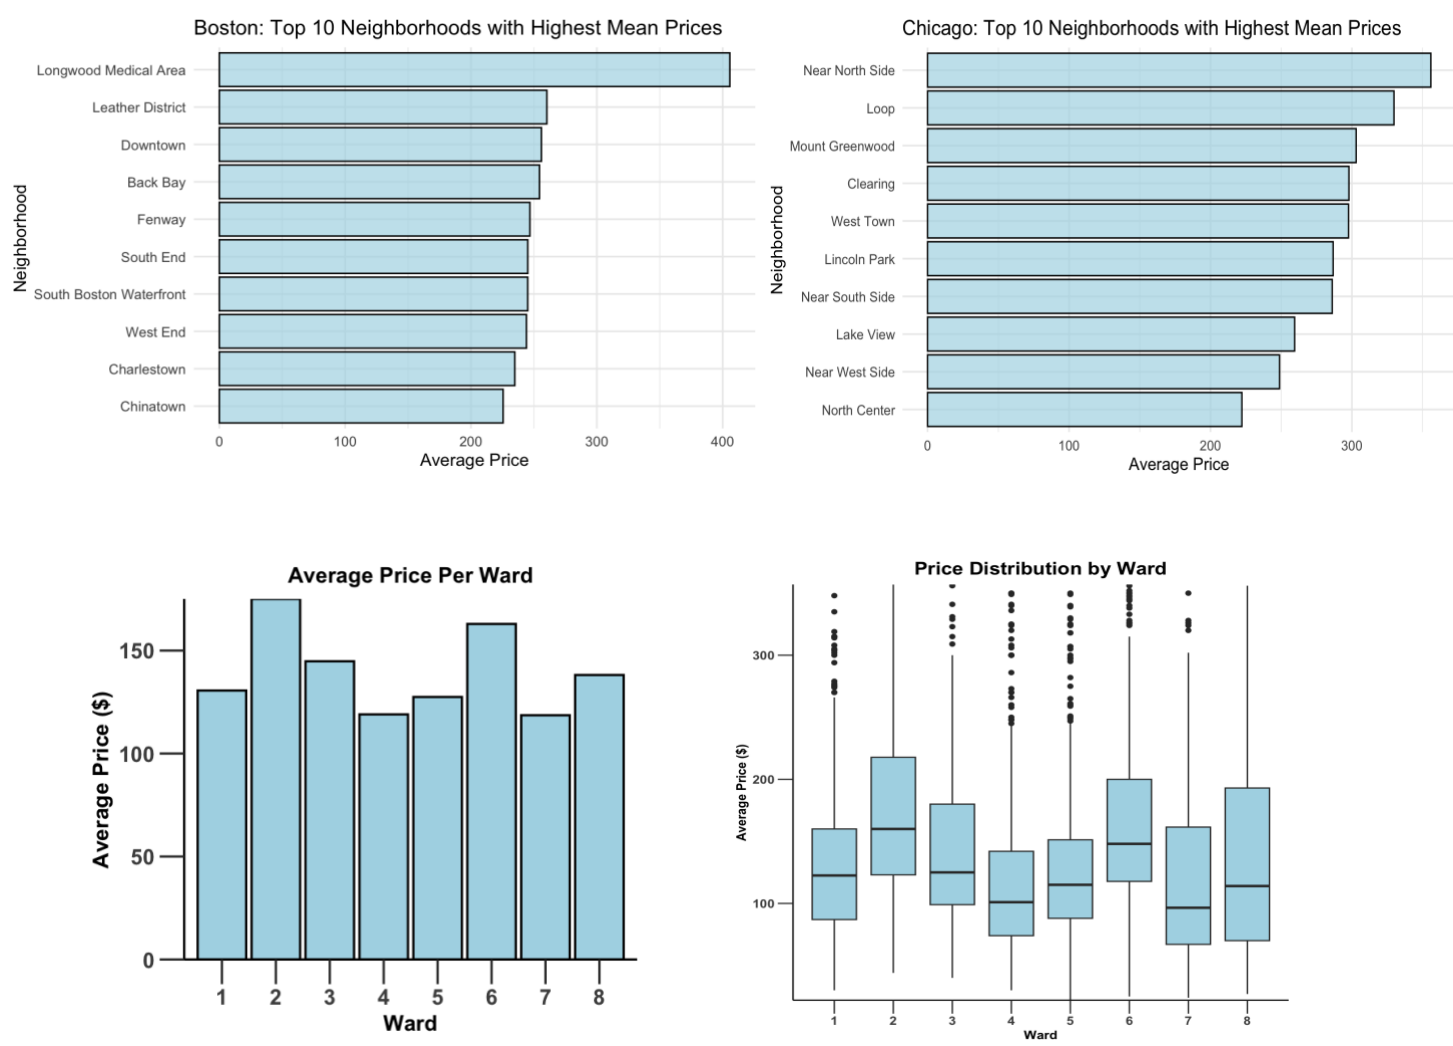 Boston: Top 10 Neighborhoods with Highest Mean Prices
Neighborhood
Longwood Medical Area
Leather District
Downtown
Back Bay
Fenway
South End
South Boston Waterfront
West End
Charlestown
Chinatown
0 100 200 300 400
Average Price
Chicago: Top 10 Neighborhoods with Highest Mean Prices
Neighborhood
Near North Side
Loop
Mount Greenwood
Clearing
West Town
Lincoln Park
Near South Side
Lake View
Near West Side
North Center
0 100 200 300
Average Price
Average Price Per Ward
Average Price ($)
150
100
50
0
1 2 3 4 5 6 7 8
Ward
Price Distribution by Ward
Average Price ($)
300
200
100
1 2 3 4 5 6 7 8
Ward